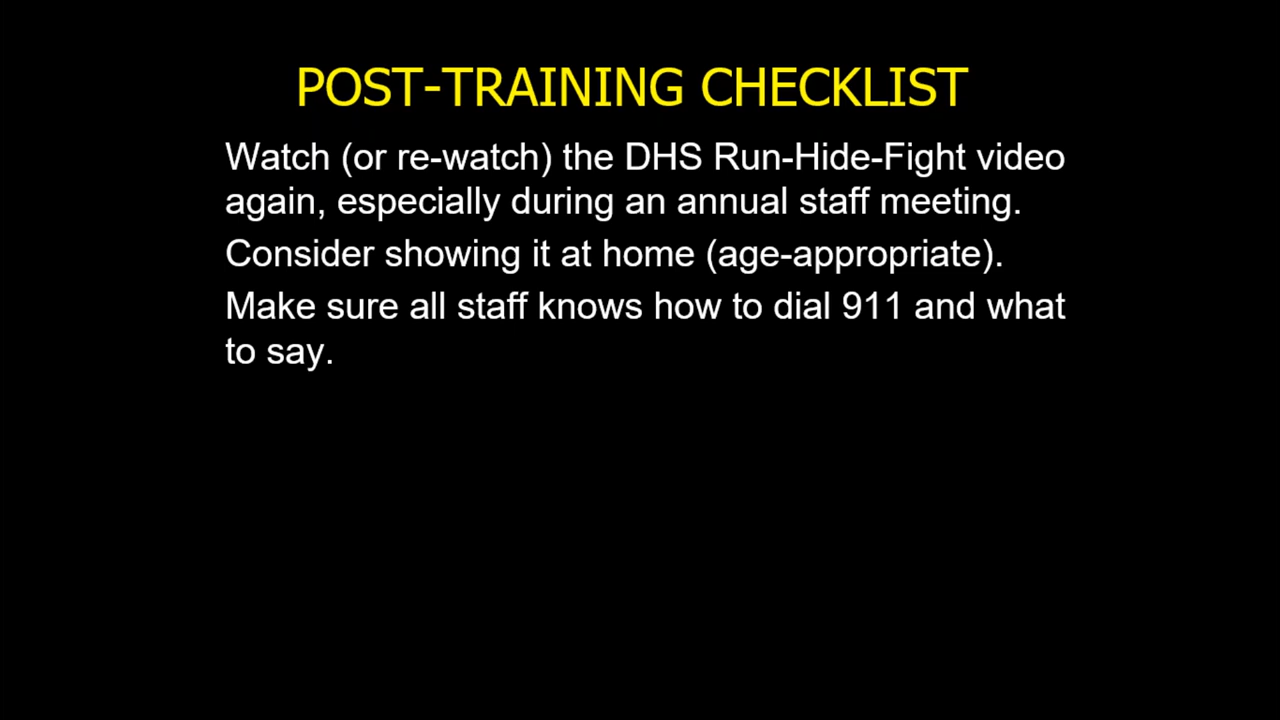 POST-TRAINING CHECKLIST
Watch (or re-watch) the DHS Run-Hide-Fight video
again, especially during an annual staff meeting.
Consider showing it at home (age-appropriate).
Make sure all staff knows how to dial 911 and what
to say.